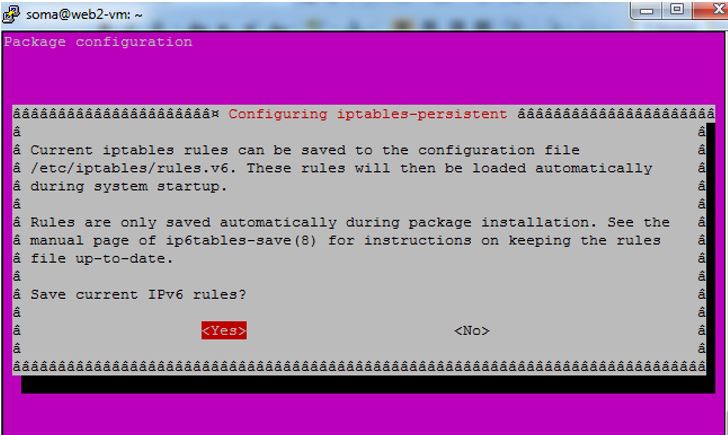 soma@web2-vm: ~
Package configuration
âââââââââââââââââââââââ¤ Configuring iptables-persistent ââââââââââââââââââââââ
â â
â Current iptables rules can be saved to the configuration file â
â /etc/iptables/rules.v6. These rules will then be loaded automatically â
â during system startup. â
â â
â Rules are only saved automatically during package installation. See the â
â manual page of ip6tables-save(8) for instructions on keeping the rules â
â file up-to-date. â
â â
â Save current IPv6 rules? â
â â
â <Yes> <No> â
â â
ââââââââââââââââââââââââââââââââââââââââââââââââââââââââââââââââââââââââââââââ